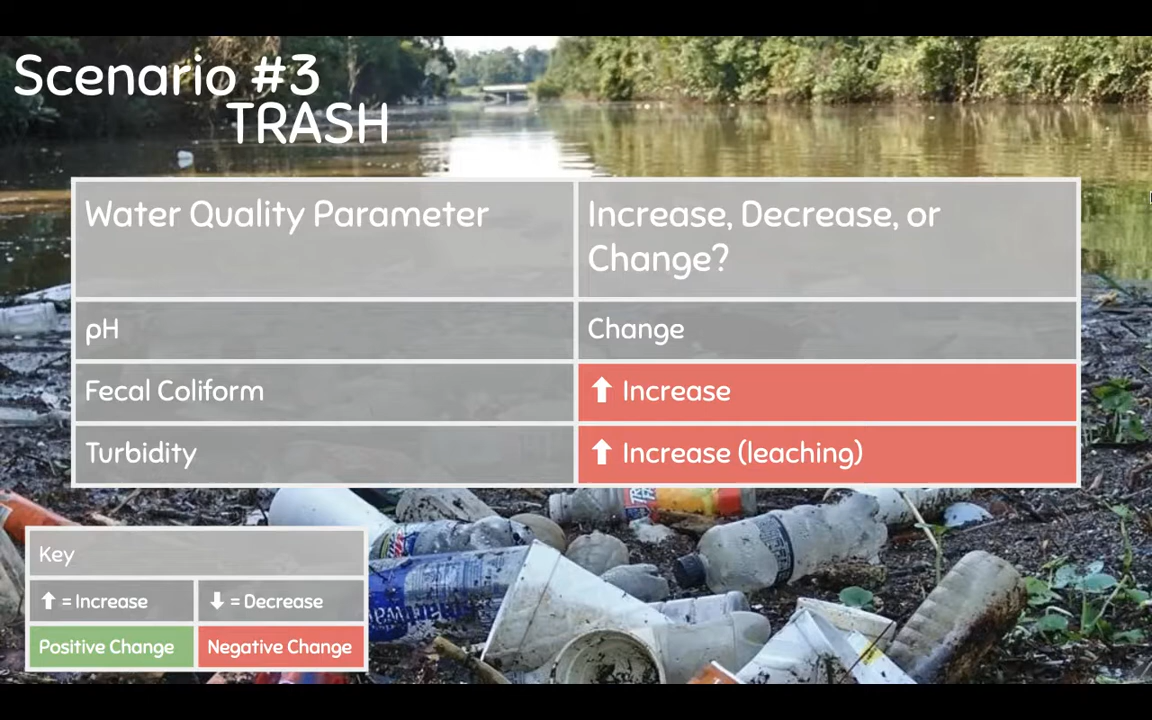 Scenario #3
TRASH
Water Quality Parameter
Increase, Decrease, or
Change?
pH
Change
Fecal Coliform
⬆ Increase
Turbidity
⬆ Increase (leaching)
Key
⬆ = Increase
⬇ = Decrease
Positive Change
Negative Change